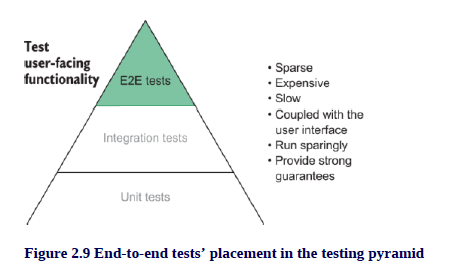 Test
user-facing
functionality
E2E tests
Integration tests
Unit tests
• Sparse
• Expensive
• Slow
• Coupled with the
user interface
• Run sparingly
• Provide strong
guarantees
Figure 2.9 End-to-end tests’ placement in the testing pyramid